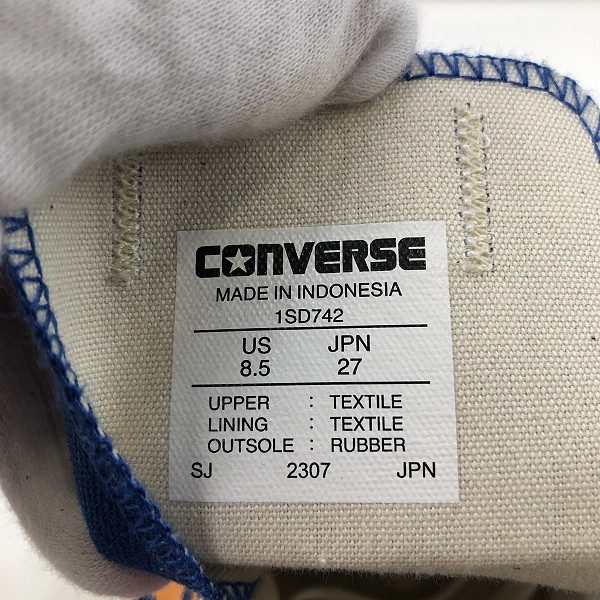 CONVERSE
MADE IN INDONESIA
1SD742
US JPN
8.5 27
UPPER : TEXTILE
LINING : TEXTILE
OUTSOLE : RUBBER
SJ 2307 JPN